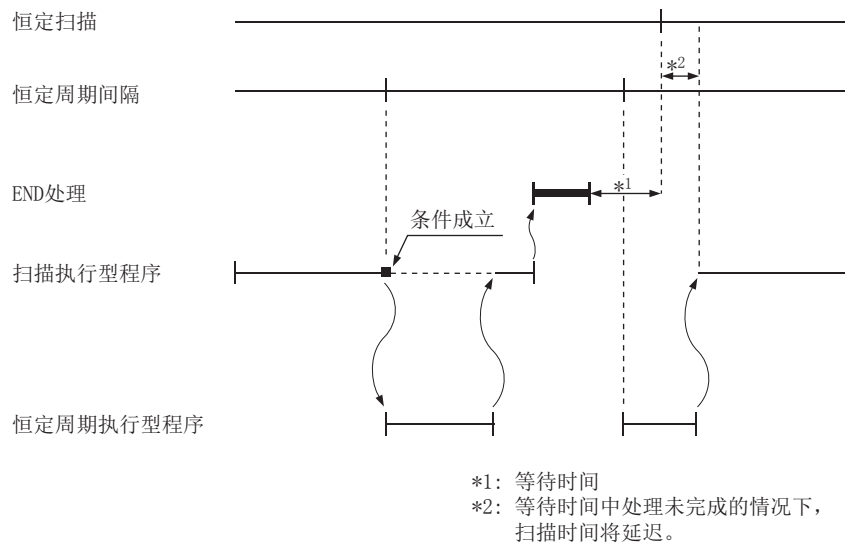 恒定扫描
*2
恒定周期间隔
END处理
*1
条件成立
扫描执行型程序
恒定周期执行型程序
*1: 等待时间
*2: 等待时间中处理未完成的情况下，
扫描时间将延迟。